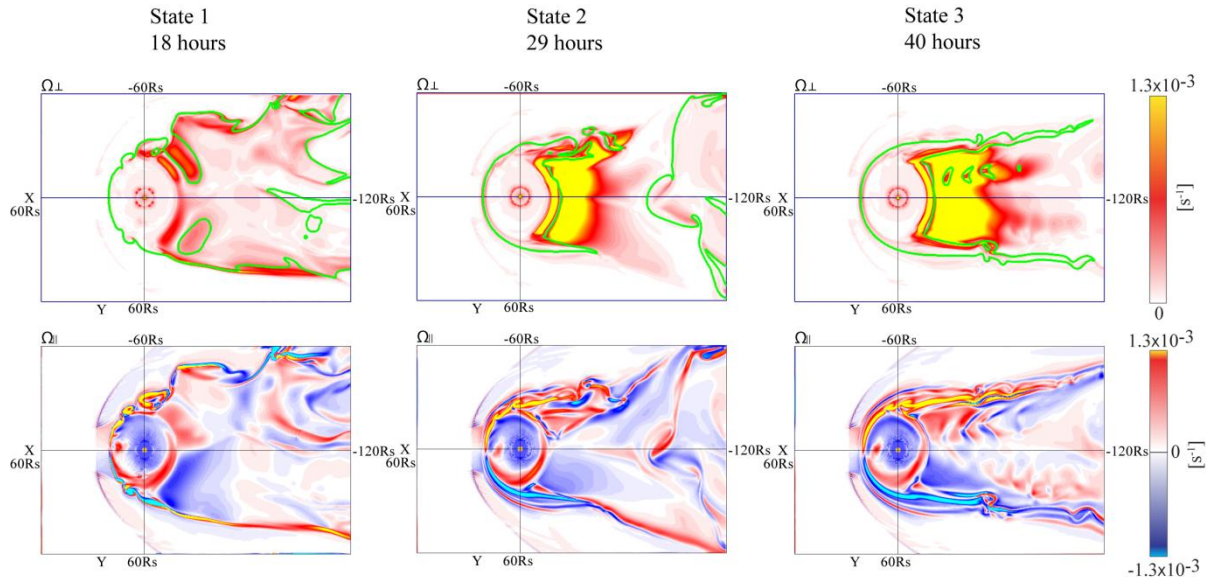 State 1
18 hours
State 2
29 hours
State 3
40 hours
Ω⊥
-60Rs
X
60Rs
-120Rs
Y
60Rs
Ω⊥
-60Rs
X
60Rs
-120Rs
Y
60Rs
Ω⊥
-60Rs
X
60Rs
-120Rs
Y
60Rs
1.3x10⁻³
[s⁻¹]
0
Ω||
-60Rs
X
60Rs
-120Rs
Y
60Rs
Ω||
-60Rs
X
60Rs
-120Rs
Y
60Rs
Ω||
-60Rs
X
60Rs
-120Rs
Y
60Rs
1.3x10⁻³
0
[s⁻¹]
-1.3x10⁻³